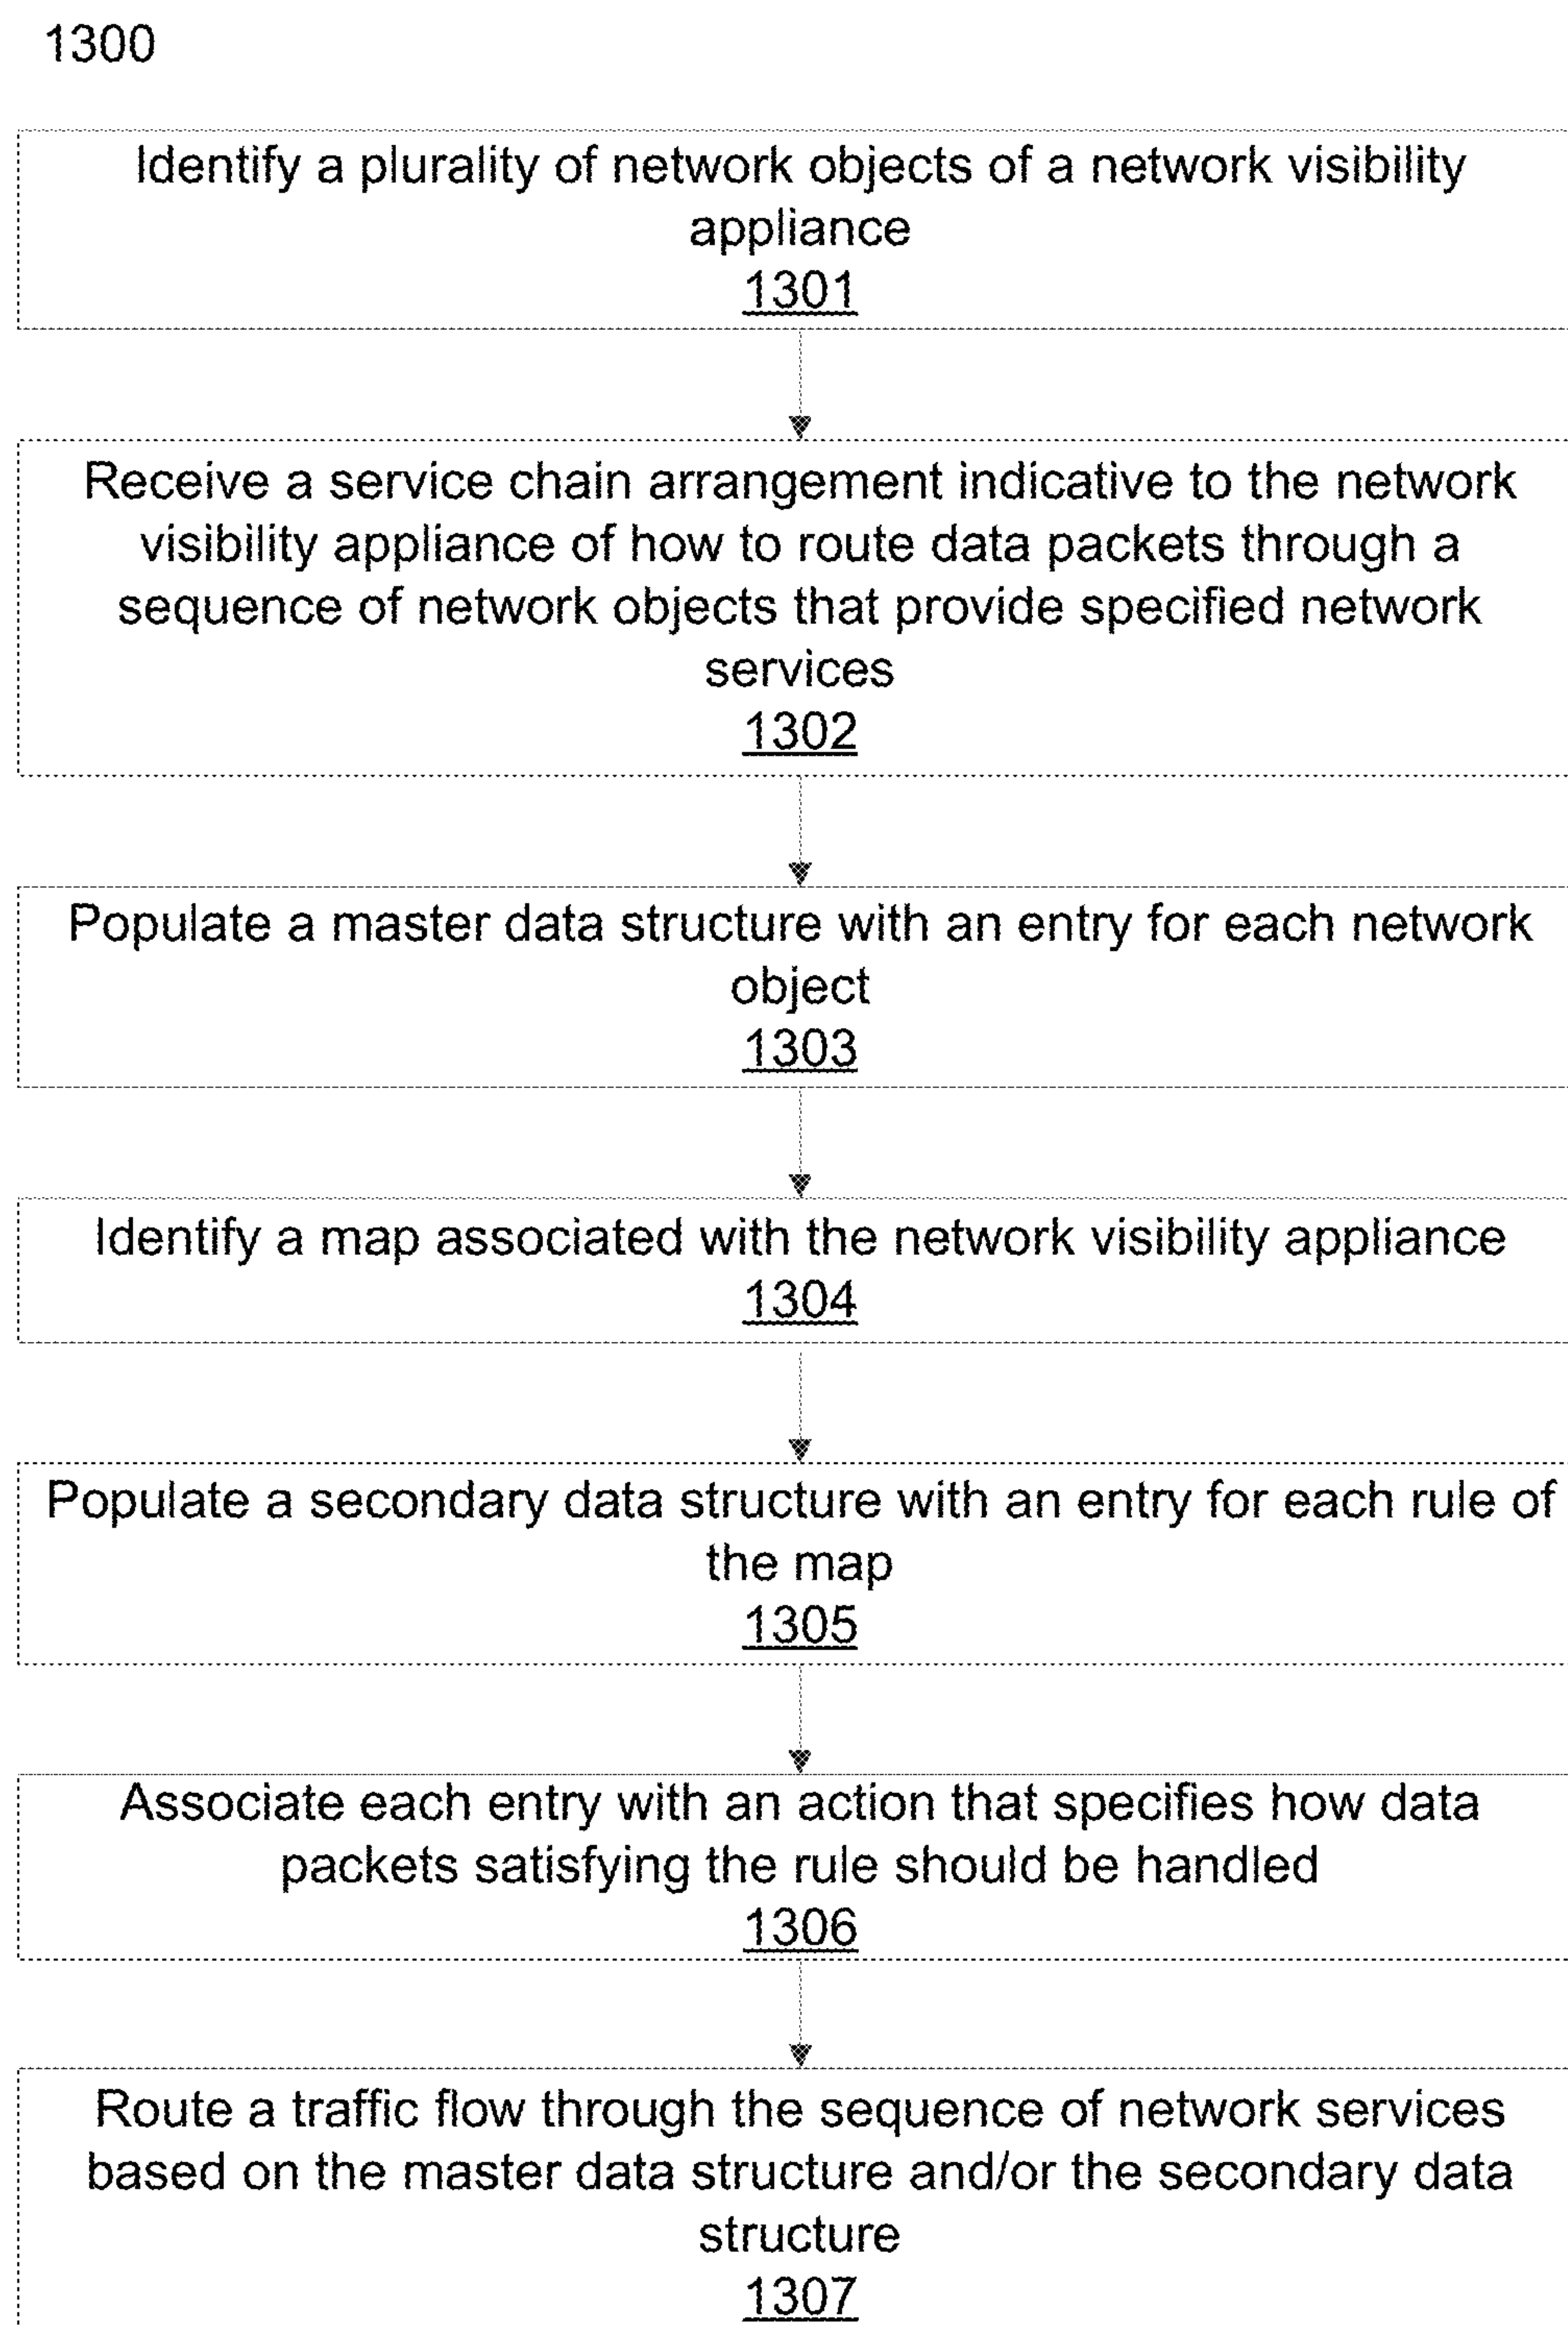 1300
Identify a plurality of network objects of a network visibility
appliance
1301
Receive a service chain arrangement indicative to the network
visibility appliance of how to route data packets through a
sequence of network objects that provide specified network
services
1302
Populate a master data structure with an entry for each network
object
1303
Identify a map associated with the network visibility appliance
1304
Populate a secondary data structure with an entry for each rule of
the map
1305
Associate each entry with an action that specifies how data
packets satisfying the rule should be handled
1306
Route a traffic flow through the sequence of network services
based on the master data structure and/or the secondary data
structure
1307